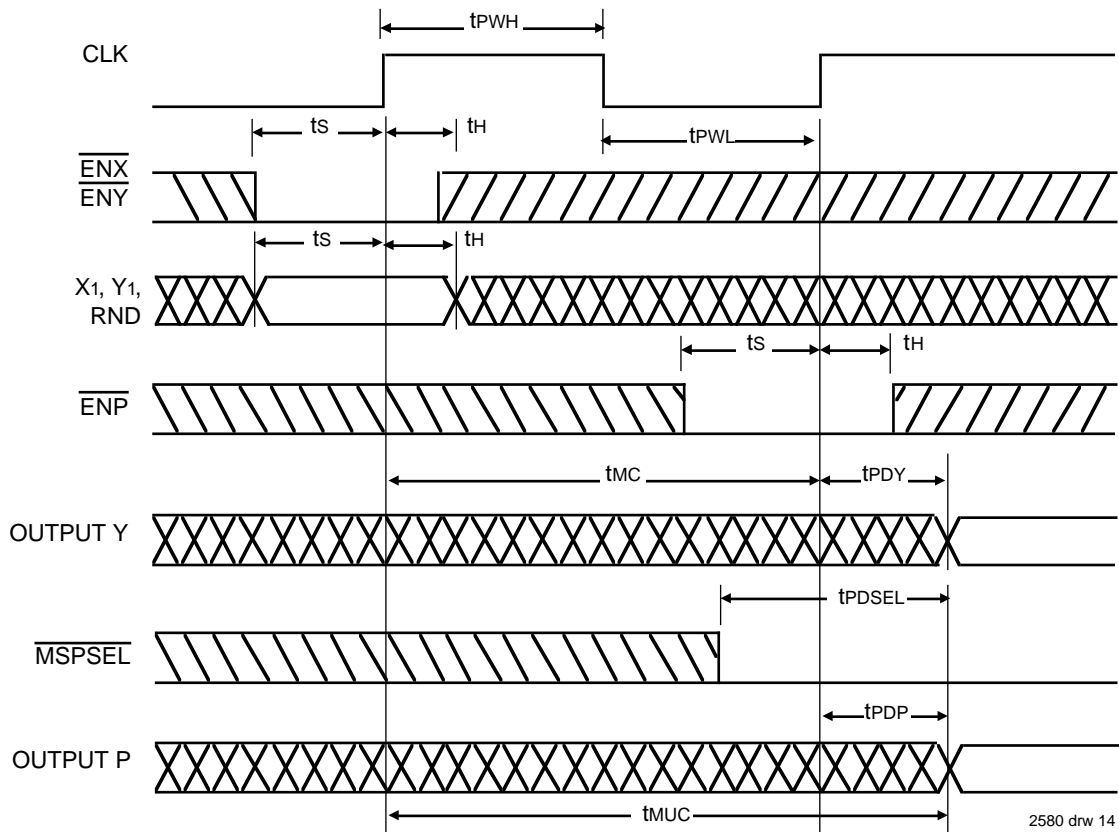 tPWH
CLK
tS
tH
tPWL
ENX
ENY
tS
tH
X1, Y1,
RND
tS
tH
ENP
tMC
tPDY
OUTPUT Y
tPDSEL
MSPSEL
tPDP
OUTPUT P
tMUC
2580 drw 14